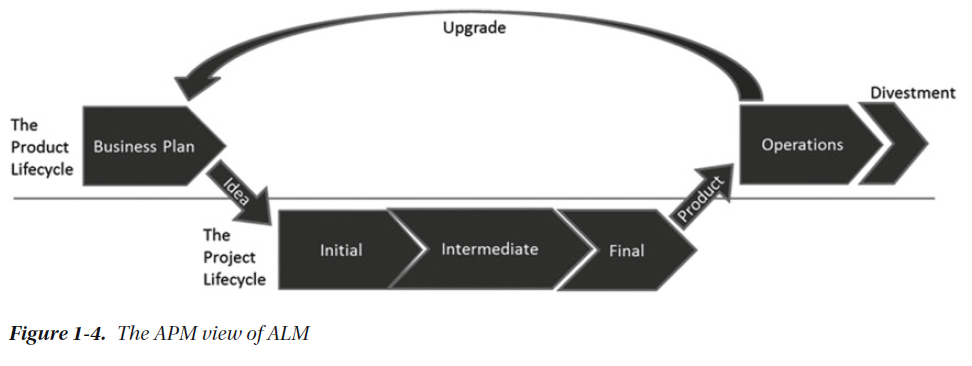 Upgrade
Divestment
The
Product
Lifecycle
Business Plan
Operations
Idea
Product
The
Project
Lifecycle
Initial
Intermediate
Final
Figure 1-4. The APM view of ALM